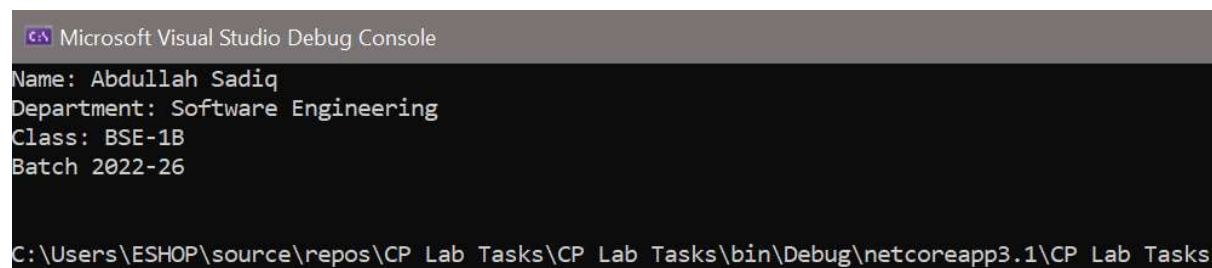 C:\ Microsoft Visual Studio Debug Console
Name: Abdullah Sadiq
Department: Software Engineering
Class: BSE-1B
Batch 2022-26
C:\Users\ESHOP\source\repos\CP Lab Tasks\CP Lab Tasks\bin\Debug\netcoreapp3.1\CP Lab Tasks